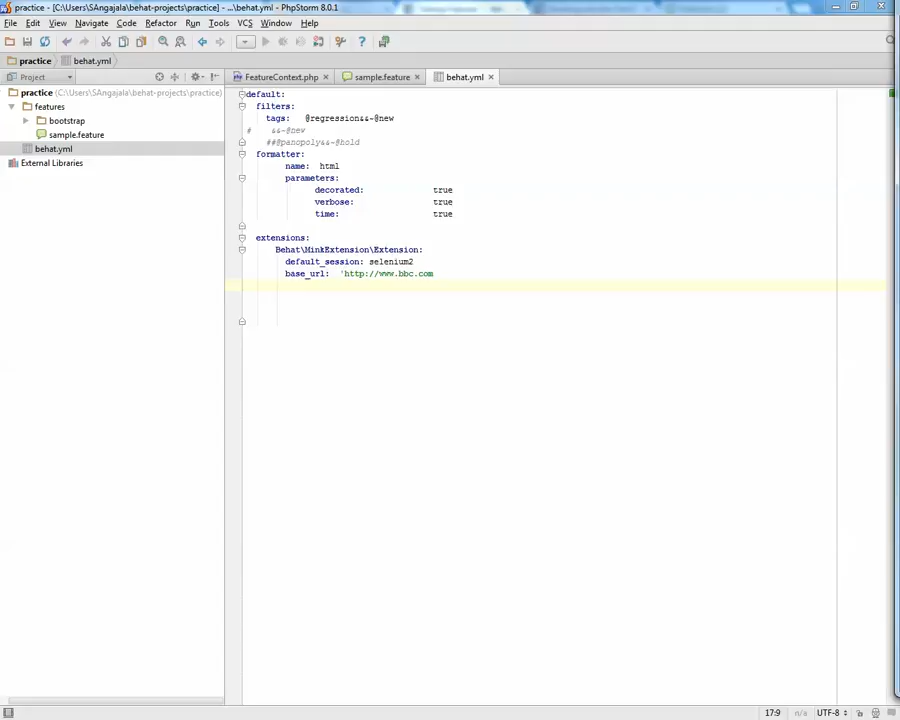 practice - [C:\Users\SAngajala\behat-projects\practice] - ...\behat.yml - PhpStorm 8.0.1
File Edit View Navigate Code Refactor Run Tools VCS Window Help
practice behat.yml
Project FeatureContext.php sample.feature behat.yml
practice (C:\Users\SAngajala\behat-projects\practice)
features
bootstrap
sample.feature
behat.yml
External Libraries
default:
filters:
tags: @regression&&~@new
# &&~@new
##@panopoly&&~@hold
formatter:
name: html
parameters:
decorated: true
verbose: true
time: true
extensions:
Behat\MinkExtension\Extension:
default_session: selenium2
base_url: 'http://www.bbc.com
17:9 n/a UTF-8